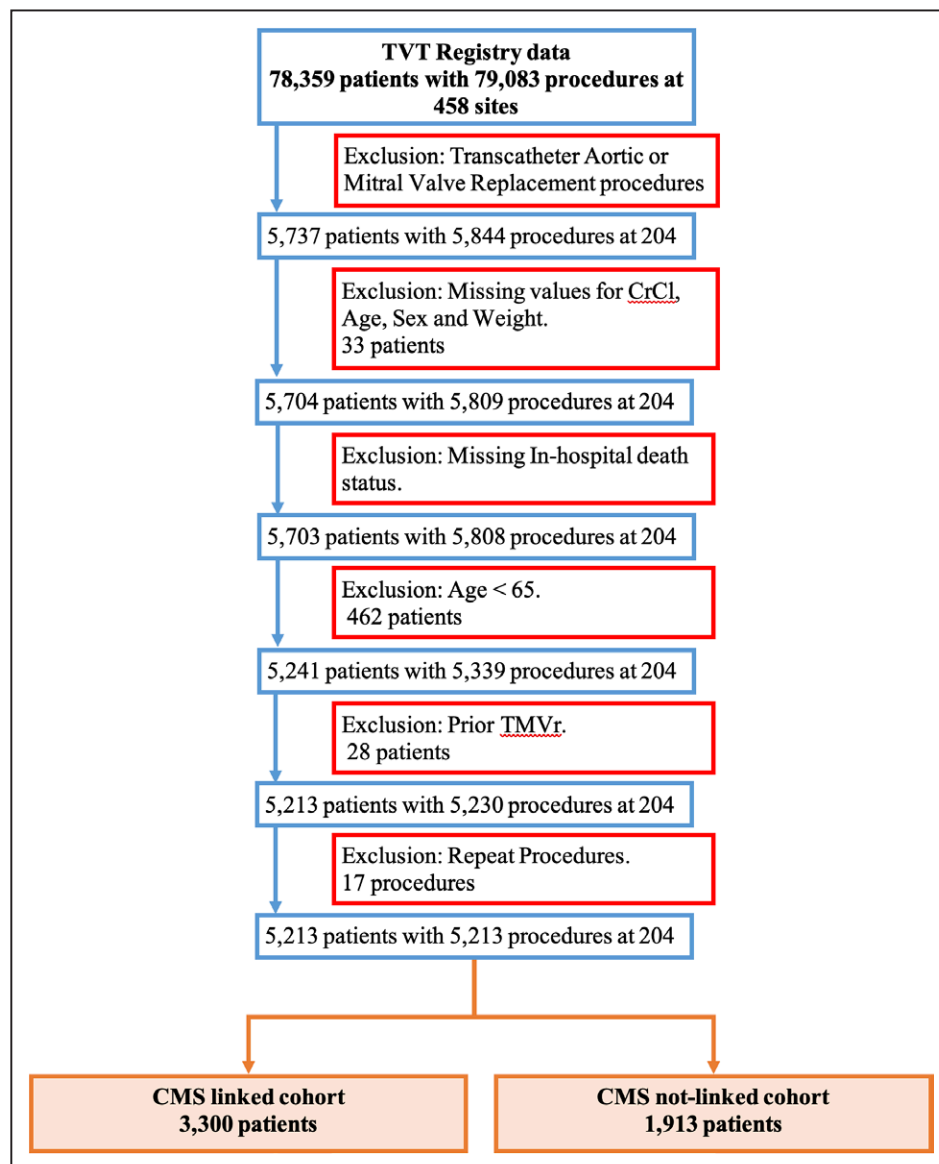 TVT Registry data
78,359 patients with 79,083 procedures at
458 sites
Exclusion: Transcatheter Aortic or
Mitral Valve Replacement procedures
5,737 patients with 5,844 procedures at 204
Exclusion: Missing values for CrCl,
Age, Sex and Weight.
33 patients
5,704 patients with 5,809 procedures at 204
Exclusion: Missing In-hospital death
status.
5,703 patients with 5,808 procedures at 204
Exclusion: Age < 65.
462 patients
5,241 patients with 5,339 procedures at 204
Exclusion: Prior TMVr.
28 patients
5,213 patients with 5,230 procedures at 204
Exclusion: Repeat Procedures.
17 procedures
5,213 patients with 5,213 procedures at 204
CMS linked cohort
3,300 patients
CMS not-linked cohort
1,913 patients